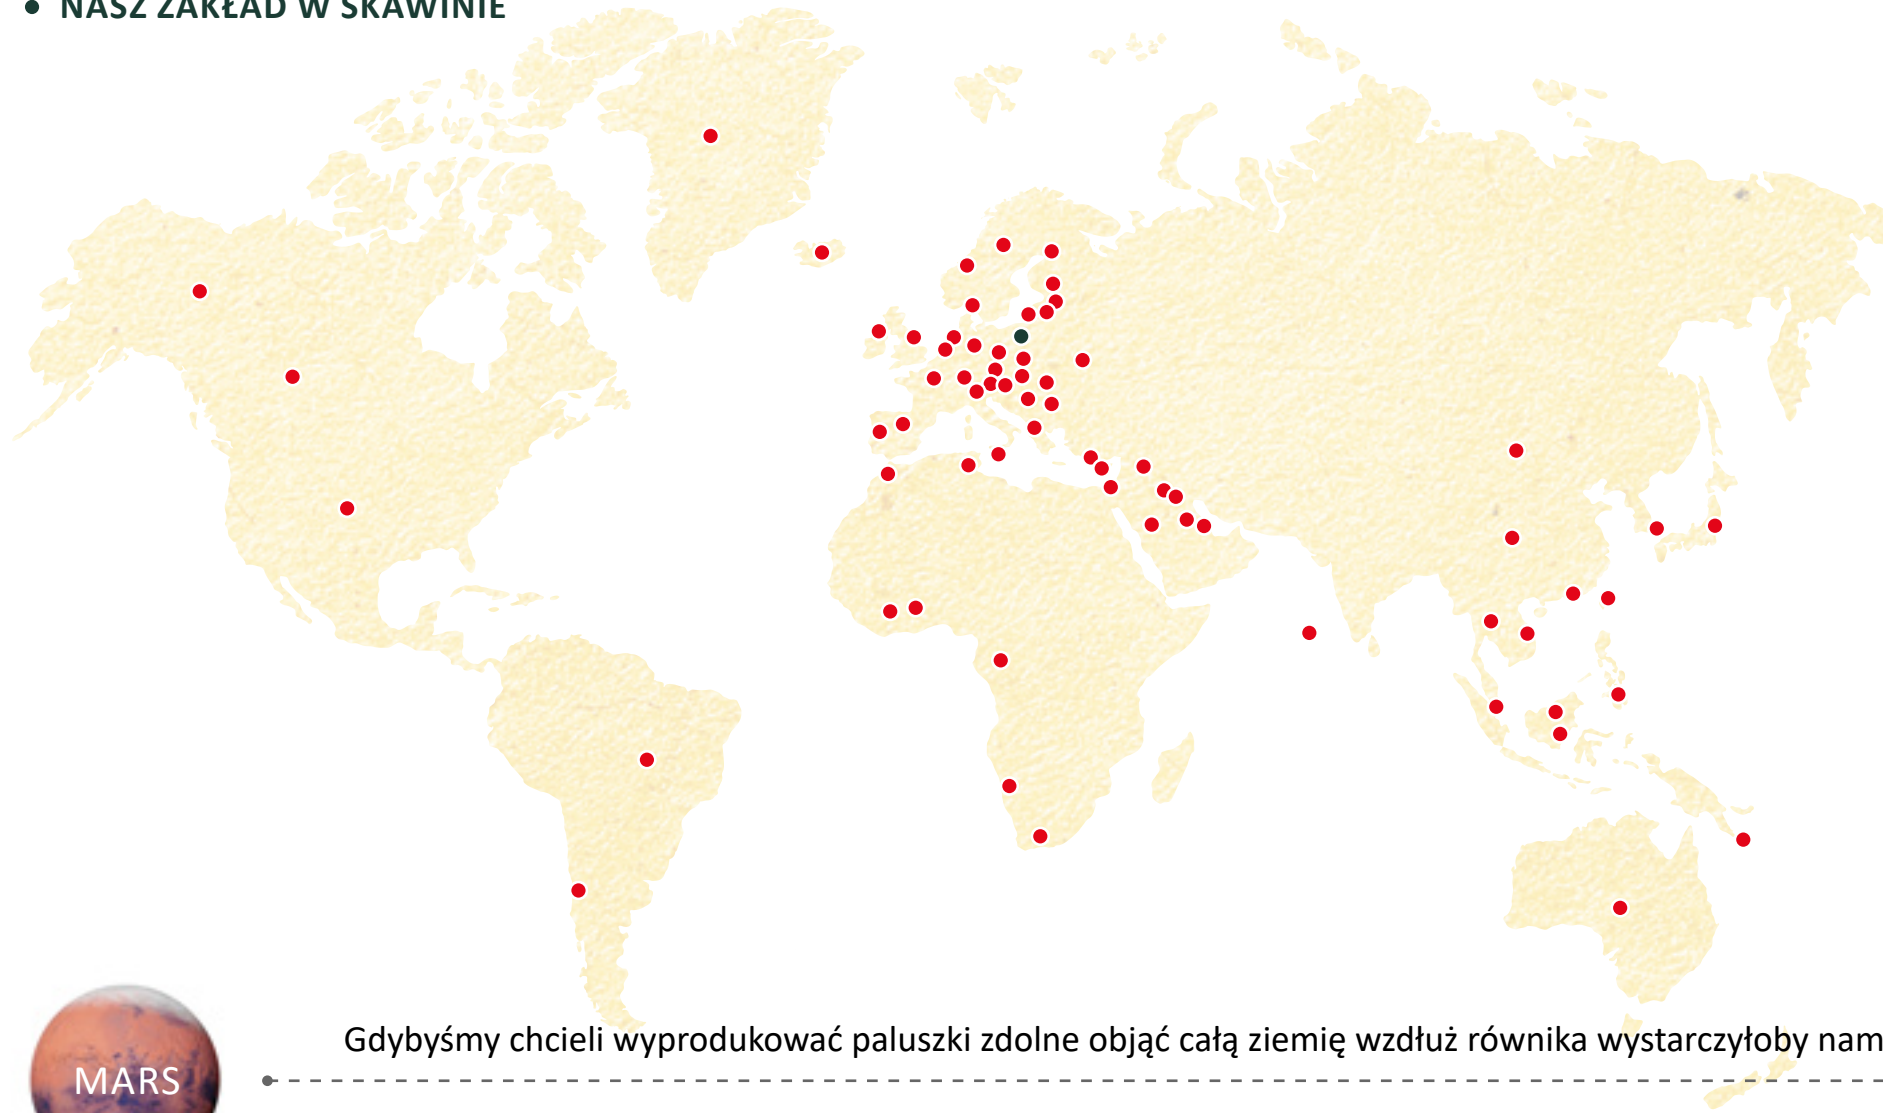 NASZ ZAKŁAD W SKAWINIE
Gdybyśmy chcieli wyprodukować paluszki zdolne objąć całą ziemię wzdłuż równika wystarczyłoby nam
MARS